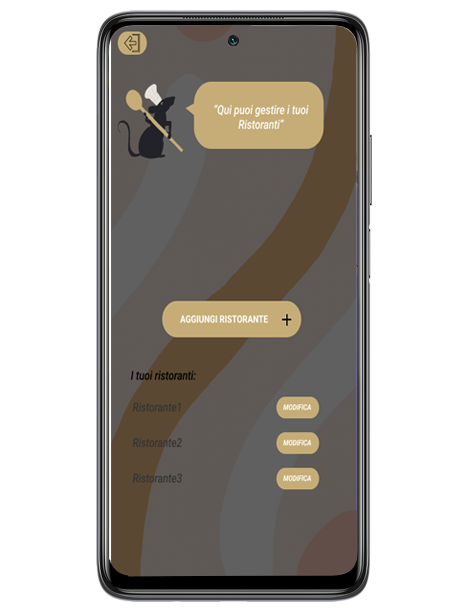 "Qui puoi gestire i tuoi
Ristoranti"
AGGIUNGI RISTORANTE +
I tuoi ristoranti:
Ristorante1 MODIFICA
Ristorante2 MODIFICA
Ristorante3 MODIFICA